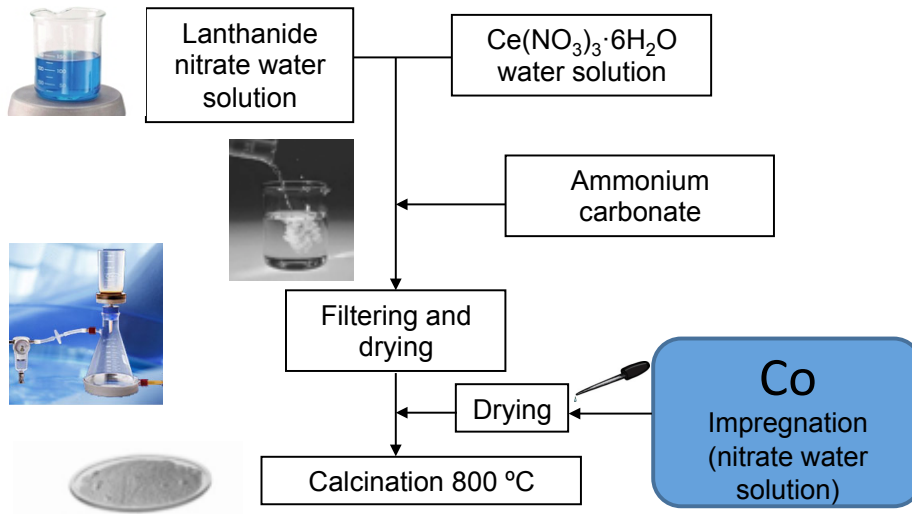 Lanthanide
nitrate water
solution
Ce(NO₃)₃·6H₂O
water solution
Ammonium
carbonate
Filtering and
drying
Drying
Co
Impregnation
(nitrate water
solution)
Calcination 800 ºC